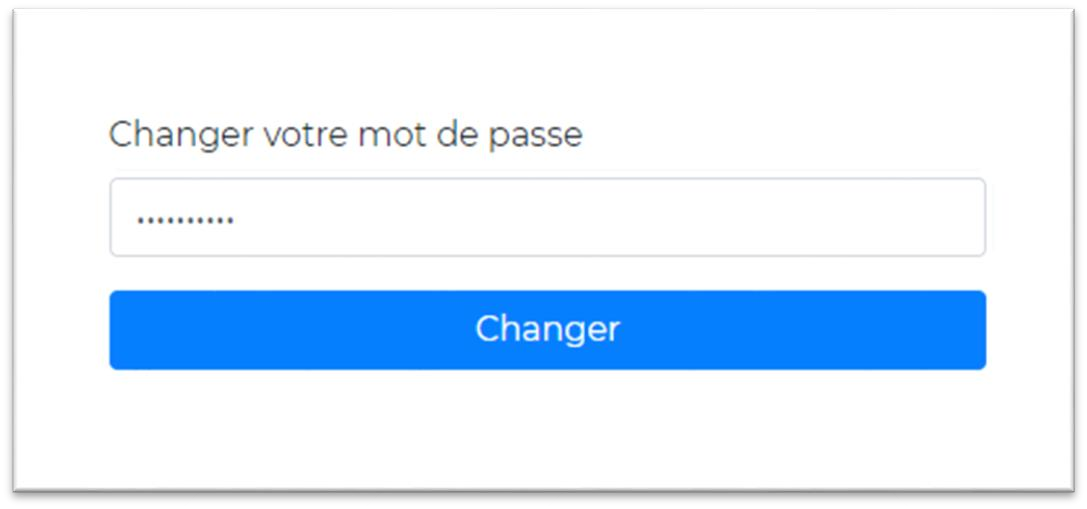 Changer votre mot de passe
••••••••••
Changer